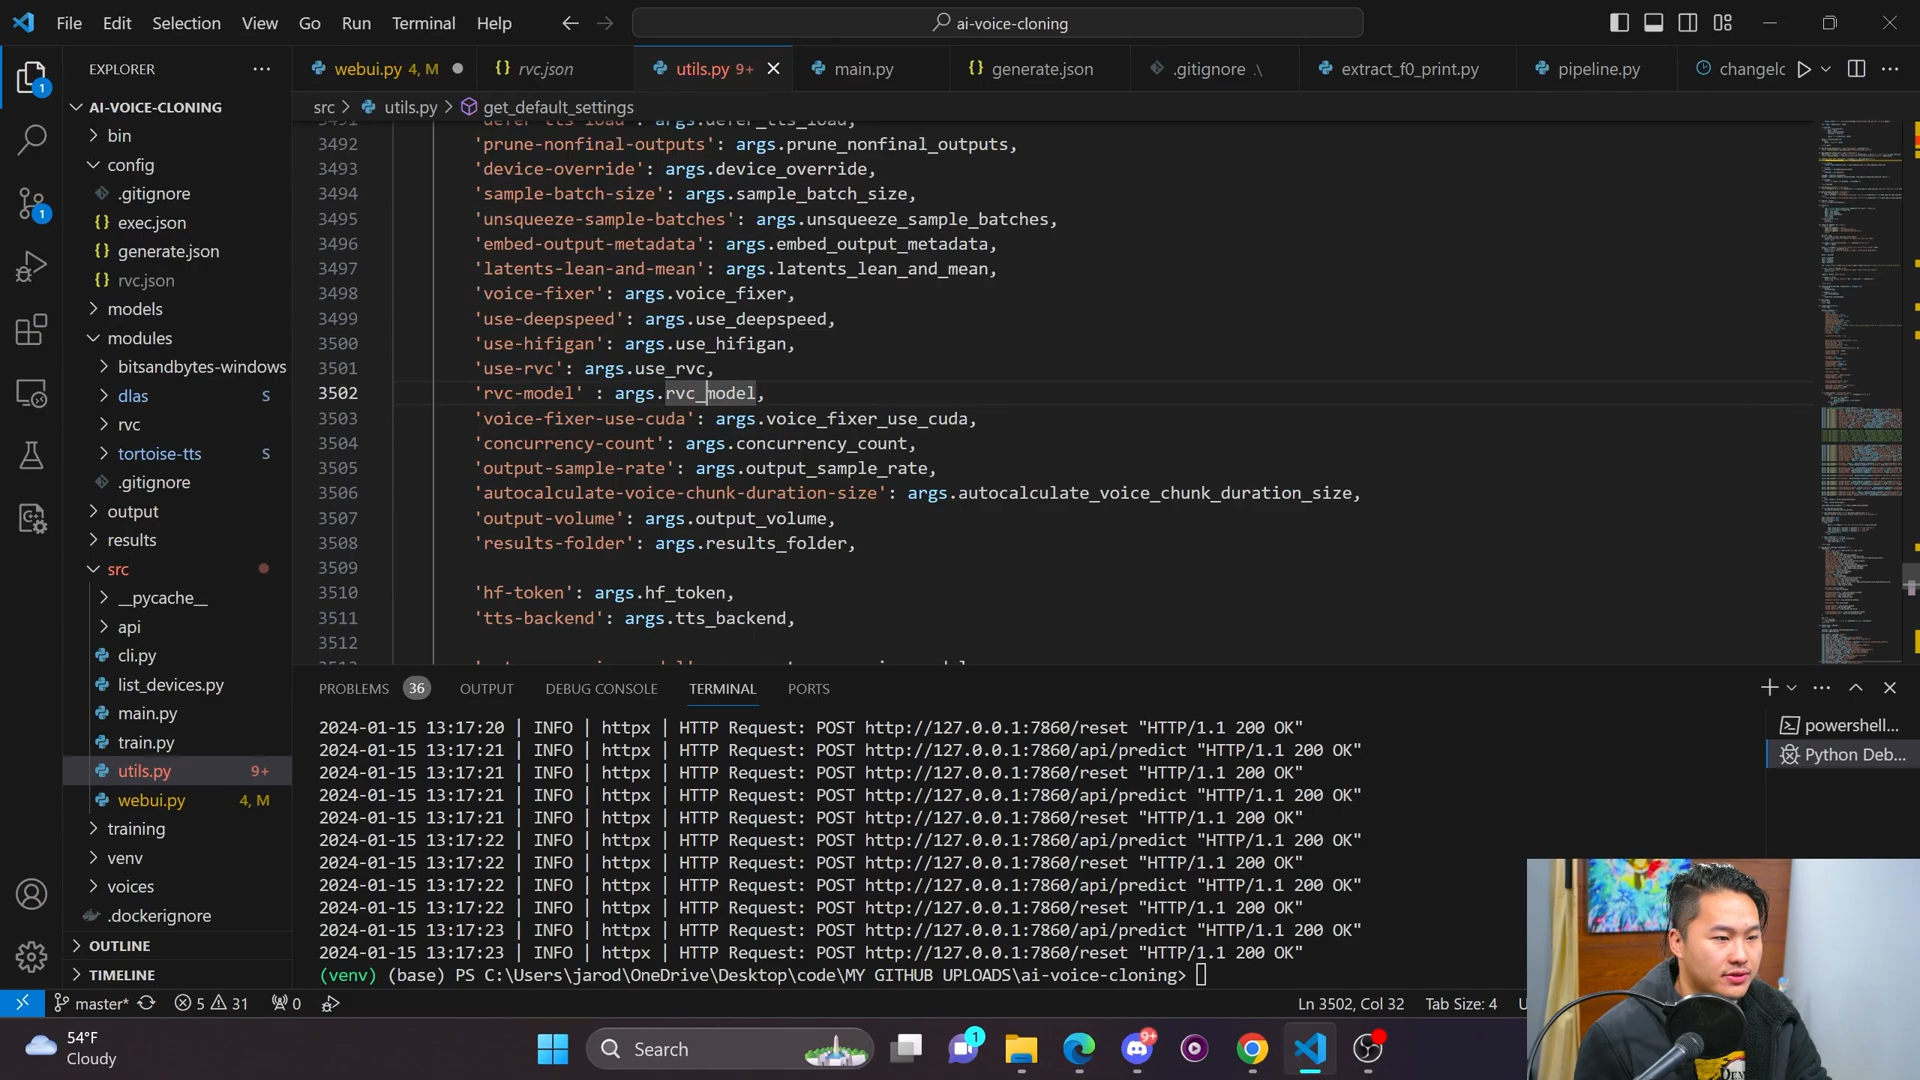 File Edit Selection View Go Run Terminal Help
ai-voice-cloning
EXPLORER
webui.py 4, M
rvc.json
utils.py 9+
main.py
generate.json
.gitignore .\
extract_f0_print.py
pipeline.py
changelo
src > utils.py > get_default_settings
AI-VOICE-CLONING
bin
config
.gitignore
exec.json
generate.json
rvc.json
models
modules
bitsandbytes-windows
dlas S
rvc
tortoise-tts S
.gitignore
output
results
src
__pycache__
api
cli.py
list_devices.py
main.py
train.py
utils.py 9+
webui.py 4, M
training
venv
voices
.dockerignore
OUTLINE
TIMELINE
3491 'defer-tts-load': args.defer_tts_load,
3492 'prune-nonfinal-outputs': args.prune_nonfinal_outputs,
3493 'device-override': args.device_override,
3494 'sample-batch-size': args.sample_batch_size,
3495 'unsqueeze-sample-batches': args.unsqueeze_sample_batches,
3496 'embed-output-metadata': args.embed_output_metadata,
3497 'latents-lean-and-mean': args.latents_lean_and_mean,
3498 'voice-fixer': args.voice_fixer,
3499 'use-deepspeed': args.use_deepspeed,
3500 'use-hifigan': args.use_hifigan,
3501 'use-rvc': args.use_rvc,
3502 'rvc-model' : args.rvc_model,
3503 'voice-fixer-use-cuda': args.voice_fixer_use_cuda,
3504 'concurrency-count': args.concurrency_count,
3505 'output-sample-rate': args.output_sample_rate,
3506 'autocalculate-voice-chunk-duration-size': args.autocalculate_voice_chunk_duration_size,
3507 'output-volume': args.output_volume,
3508 'results-folder': args.results_folder,
3509
3510 'hf-token': args.hf_token,
3511 'tts-backend': args.tts_backend,
3512
PROBLEMS 36 OUTPUT DEBUG CONSOLE TERMINAL PORTS
2024-01-15 13:17:20 | INFO | httpx | HTTP Request: POST http://127.0.0.1:7860/reset "HTTP/1.1 200 OK"
2024-01-15 13:17:21 | INFO | httpx | HTTP Request: POST http://127.0.0.1:7860/api/predict "HTTP/1.1 200 OK"
2024-01-15 13:17:21 | INFO | httpx | HTTP Request: POST http://127.0.0.1:7860/reset "HTTP/1.1 200 OK"
2024-01-15 13:17:21 | INFO | httpx | HTTP Request: POST http://127.0.0.1:7860/api/predict "HTTP/1.1 200 OK"
2024-01-15 13:17:21 | INFO | httpx | HTTP Request: POST http://127.0.0.1:7860/reset "HTTP/1.1 200 OK"
2024-01-15 13:17:22 | INFO | httpx | HTTP Request: POST http://127.0.0.1:7860/api/predict "HTTP/1.1 200 OK"
2024-01-15 13:17:22 | INFO | httpx | HTTP Request: POST http://127.0.0.1:7860/reset "HTTP/1.1 200 OK"
2024-01-15 13:17:22 | INFO | httpx | HTTP Request: POST http://127.0.0.1:7860/api/predict "HTTP/1.1 200 OK"
2024-01-15 13:17:22 | INFO | httpx | HTTP Request: POST http://127.0.0.1:7860/reset "HTTP/1.1 200 OK"
2024-01-15 13:17:23 | INFO | httpx | HTTP Request: POST http://127.0.0.1:7860/api/predict "HTTP/1.1 200 OK"
2024-01-15 13:17:23 | INFO | httpx | HTTP Request: POST http://127.0.0.1:7860/reset "HTTP/1.1 200 OK"
(venv) (base) PS C:\Users\jarod\OneDrive\Desktop\code\MY GITHUB UPLOADS\ai-voice-cloning>
powershell...
Python Deb...
master* 5 31 0
Ln 3502, Col 32 Tab Size: 4 U
54°F
Cloudy
Search
1
9+